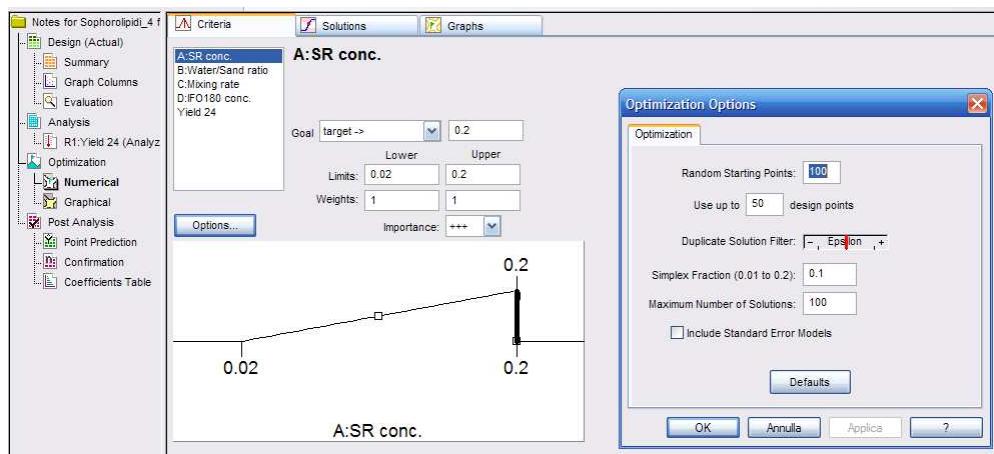 Notes for Sophorolipidi_4 f
Design (Actual)
Summary
Graph Columns
Evaluation
Analysis
R1:Yield 24 (Analyz
Optimization
Numerical
Graphical
Post Analysis
Point Prediction
Confirmation
Coefficients Table
Criteria
Solutions
Graphs
A:SR conc.
B:Water/Sand ratio
C:Mixing rate
D:IFO180 conc.
Yield 24
A:SR conc.
Goal target -> 0.2
Lower Upper
Limits: 0.02 0.2
Weights: 1 1
Options...
Importance: +++
0.2
0.02 0.2
A:SR conc.
Optimization Options
Optimization
Random Starting Points: 100
Use up to 50 design points
Duplicate Solution Filter: - Epsilon +
Simplex Fraction (0.01 to 0.2): 0.1
Maximum Number of Solutions: 100
Include Standard Error Models
Defaults
OK Annulla Applica ?